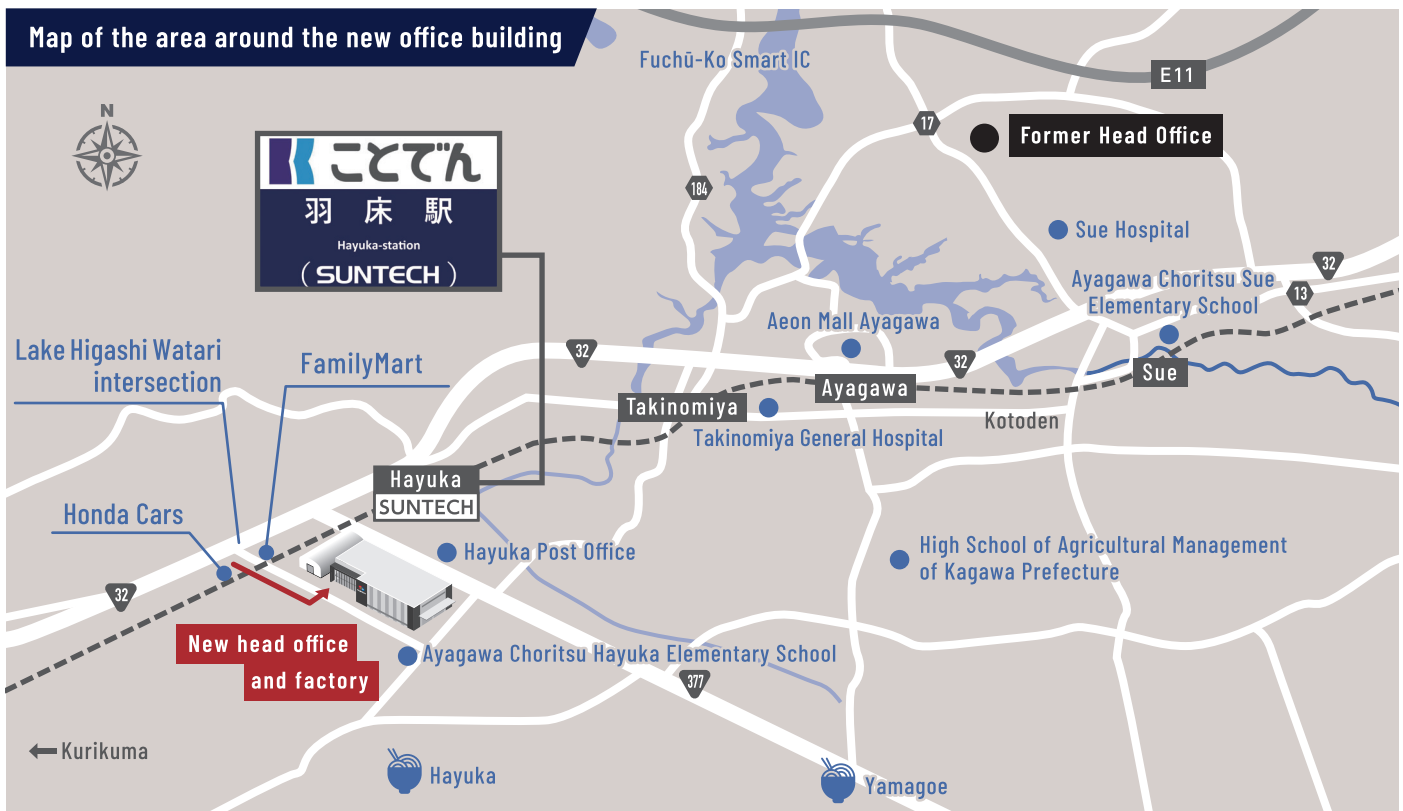 Map of the area around the new office building
Fuchū-Ko Smart IC
E11
N
17
Former Head Office
ことでん
184
羽床駅
Hayuka-station
(SUNTECH)
Sue Hospital
32
Ayagawa Choritsu Sue
Elementary School
13
Aeon Mall Ayagawa
Lake Higashi Watari
intersection
FamilyMart
32
32
Sue
Ayagawa
Takinomiya
Kotoden
Takinomiya General Hospital
Hayuka
SUNTECH
Honda Cars
Hayuka Post Office
High School of Agricultural Management
of Kagawa Prefecture
32
New head office
and factory
Ayagawa Choritsu Hayuka Elementary School
377
Kurikuma
Hayuka
Yamagoe